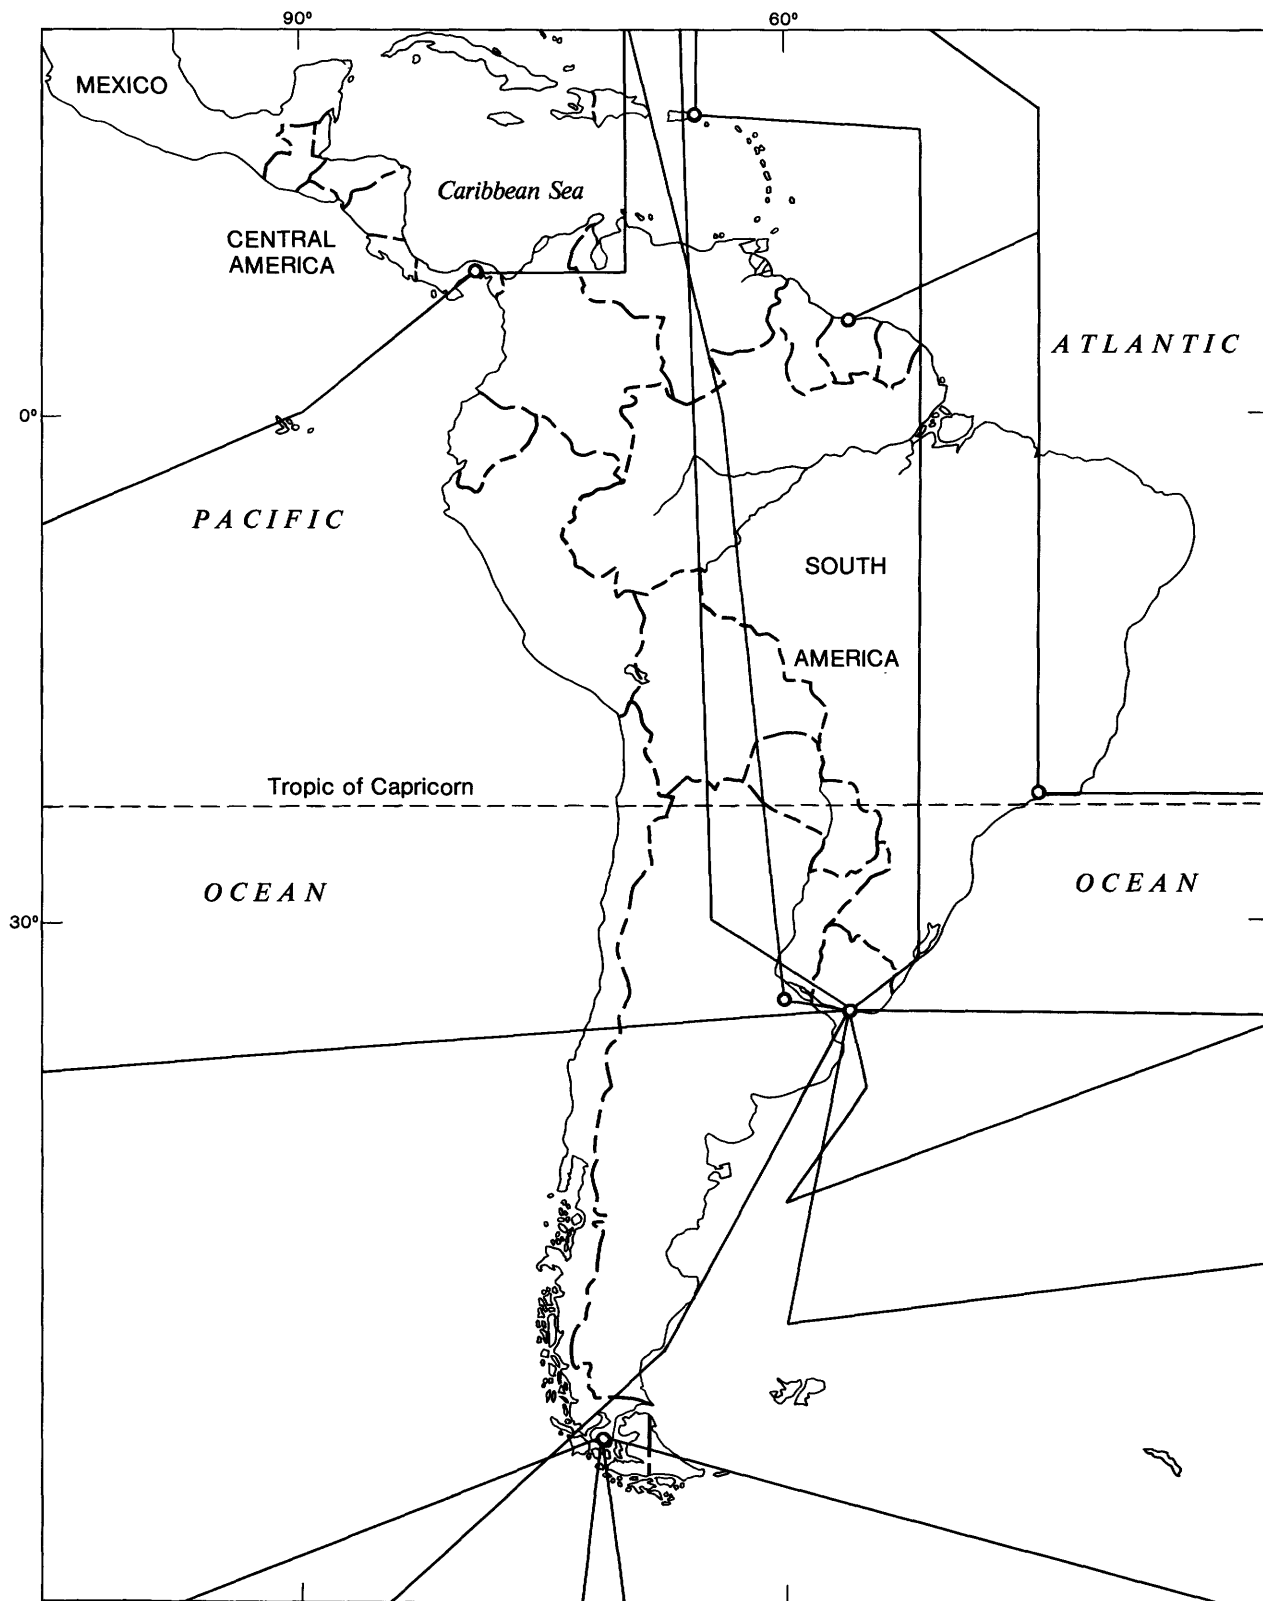 90°
60°
MEXICO
Caribbean Sea
CENTRAL
AMERICA
ATLANTIC
0°
PACIFIC
SOUTH
AMERICA
Tropic of Capricorn
OCEAN
OCEAN
30°